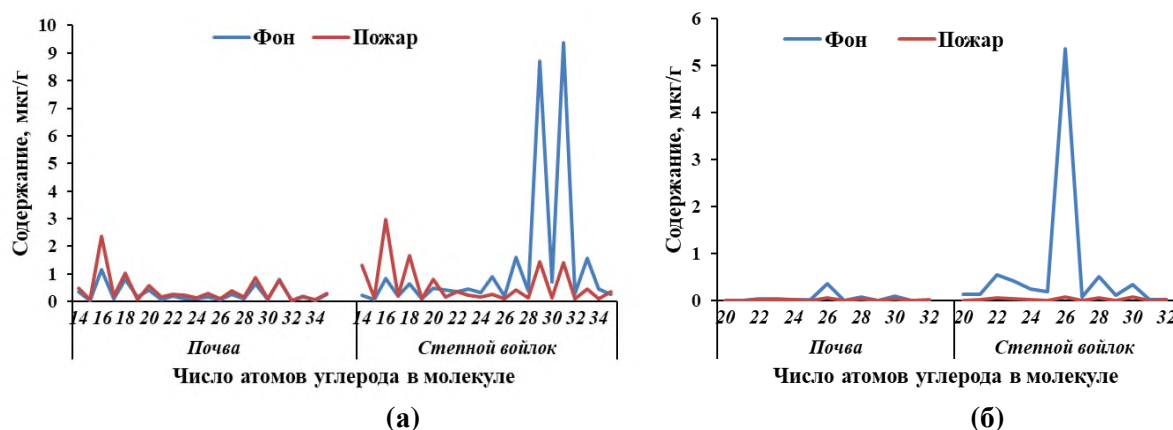 Фон Пожар
Содержание, мкг/г
10
9
8
7
6
5
4
3
2
1
0
14 16 18 20 22 24 26 28 30 32 34 14 16 18 20 22 24 26 28 30 32 34
Почва Степной войлок
Число атомов углерода в молекуле
(а)
Фон Пожар
Содержание, мкг/г
6
5
4
3
2
1
0
20 22 24 26 28 30 32 20 22 24 26 28 30 32
Почва Степной войлок
Число атомов углерода в молекуле
(б)